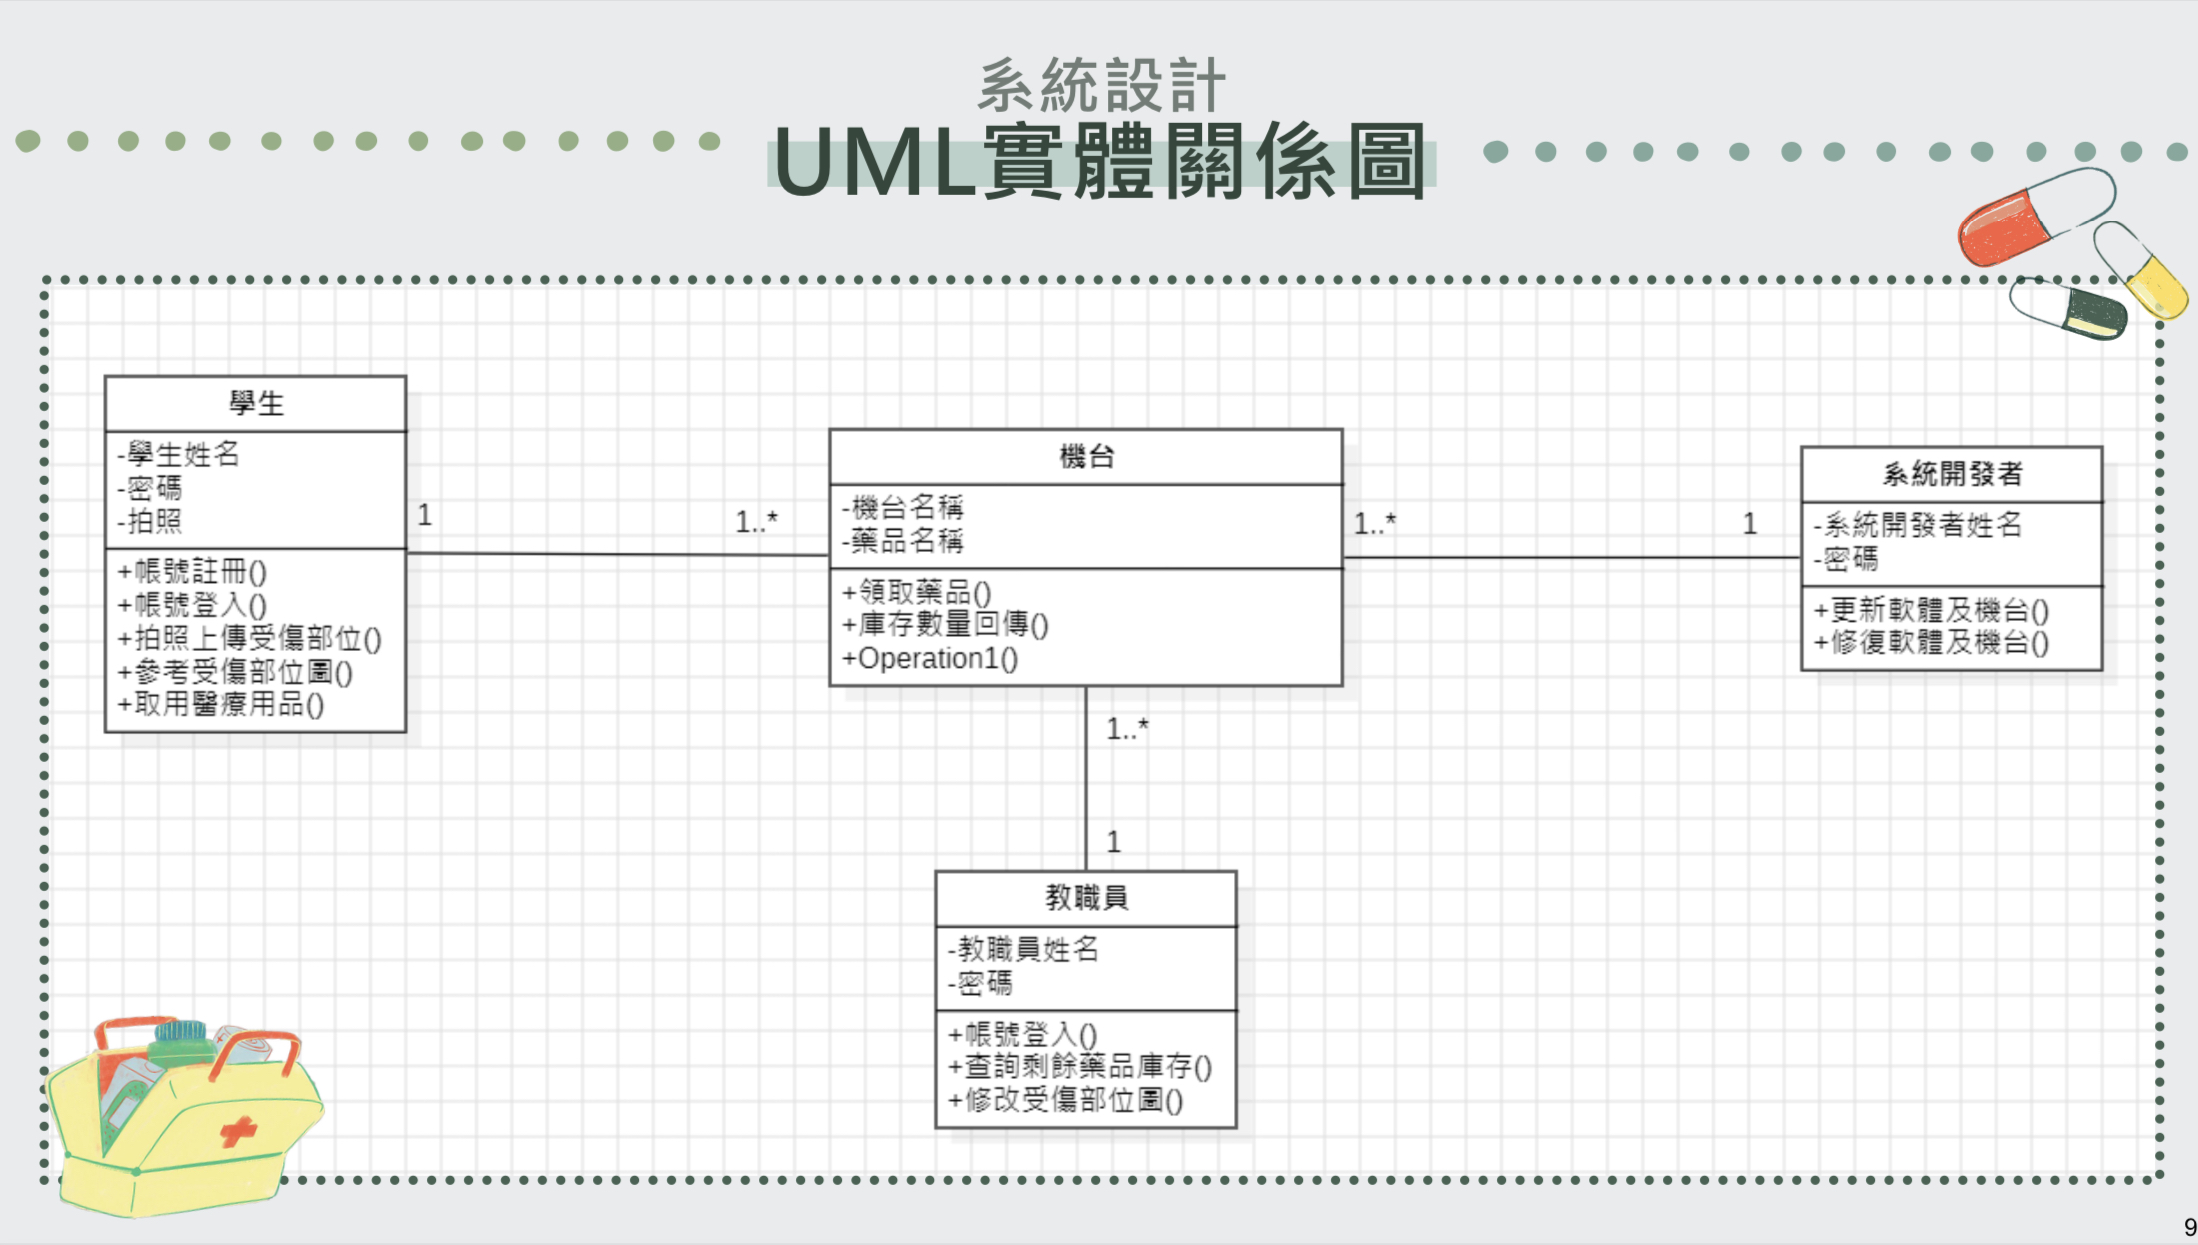 系統設計
UML實體關係圖
學生
-學生姓名
-密碼
-拍照
+帳號註冊()
+帳號登入()
+拍照上傳受傷部位()
+參考受傷部位圖()
+取用醫療用品()
1
1..*
機台
-機台名稱
-藥品名稱
+領取藥品()
+庫存數量回傳()
+Operation1()
1..*
1
系統開發者
-系統開發者姓名
-密碼
+更新軟體及機台()
+修復軟體及機台()
1..*
1
教職員
-教職員姓名
-密碼
+帳號登入()
+查詢剩餘藥品庫存()
+修改受傷部位圖()
9